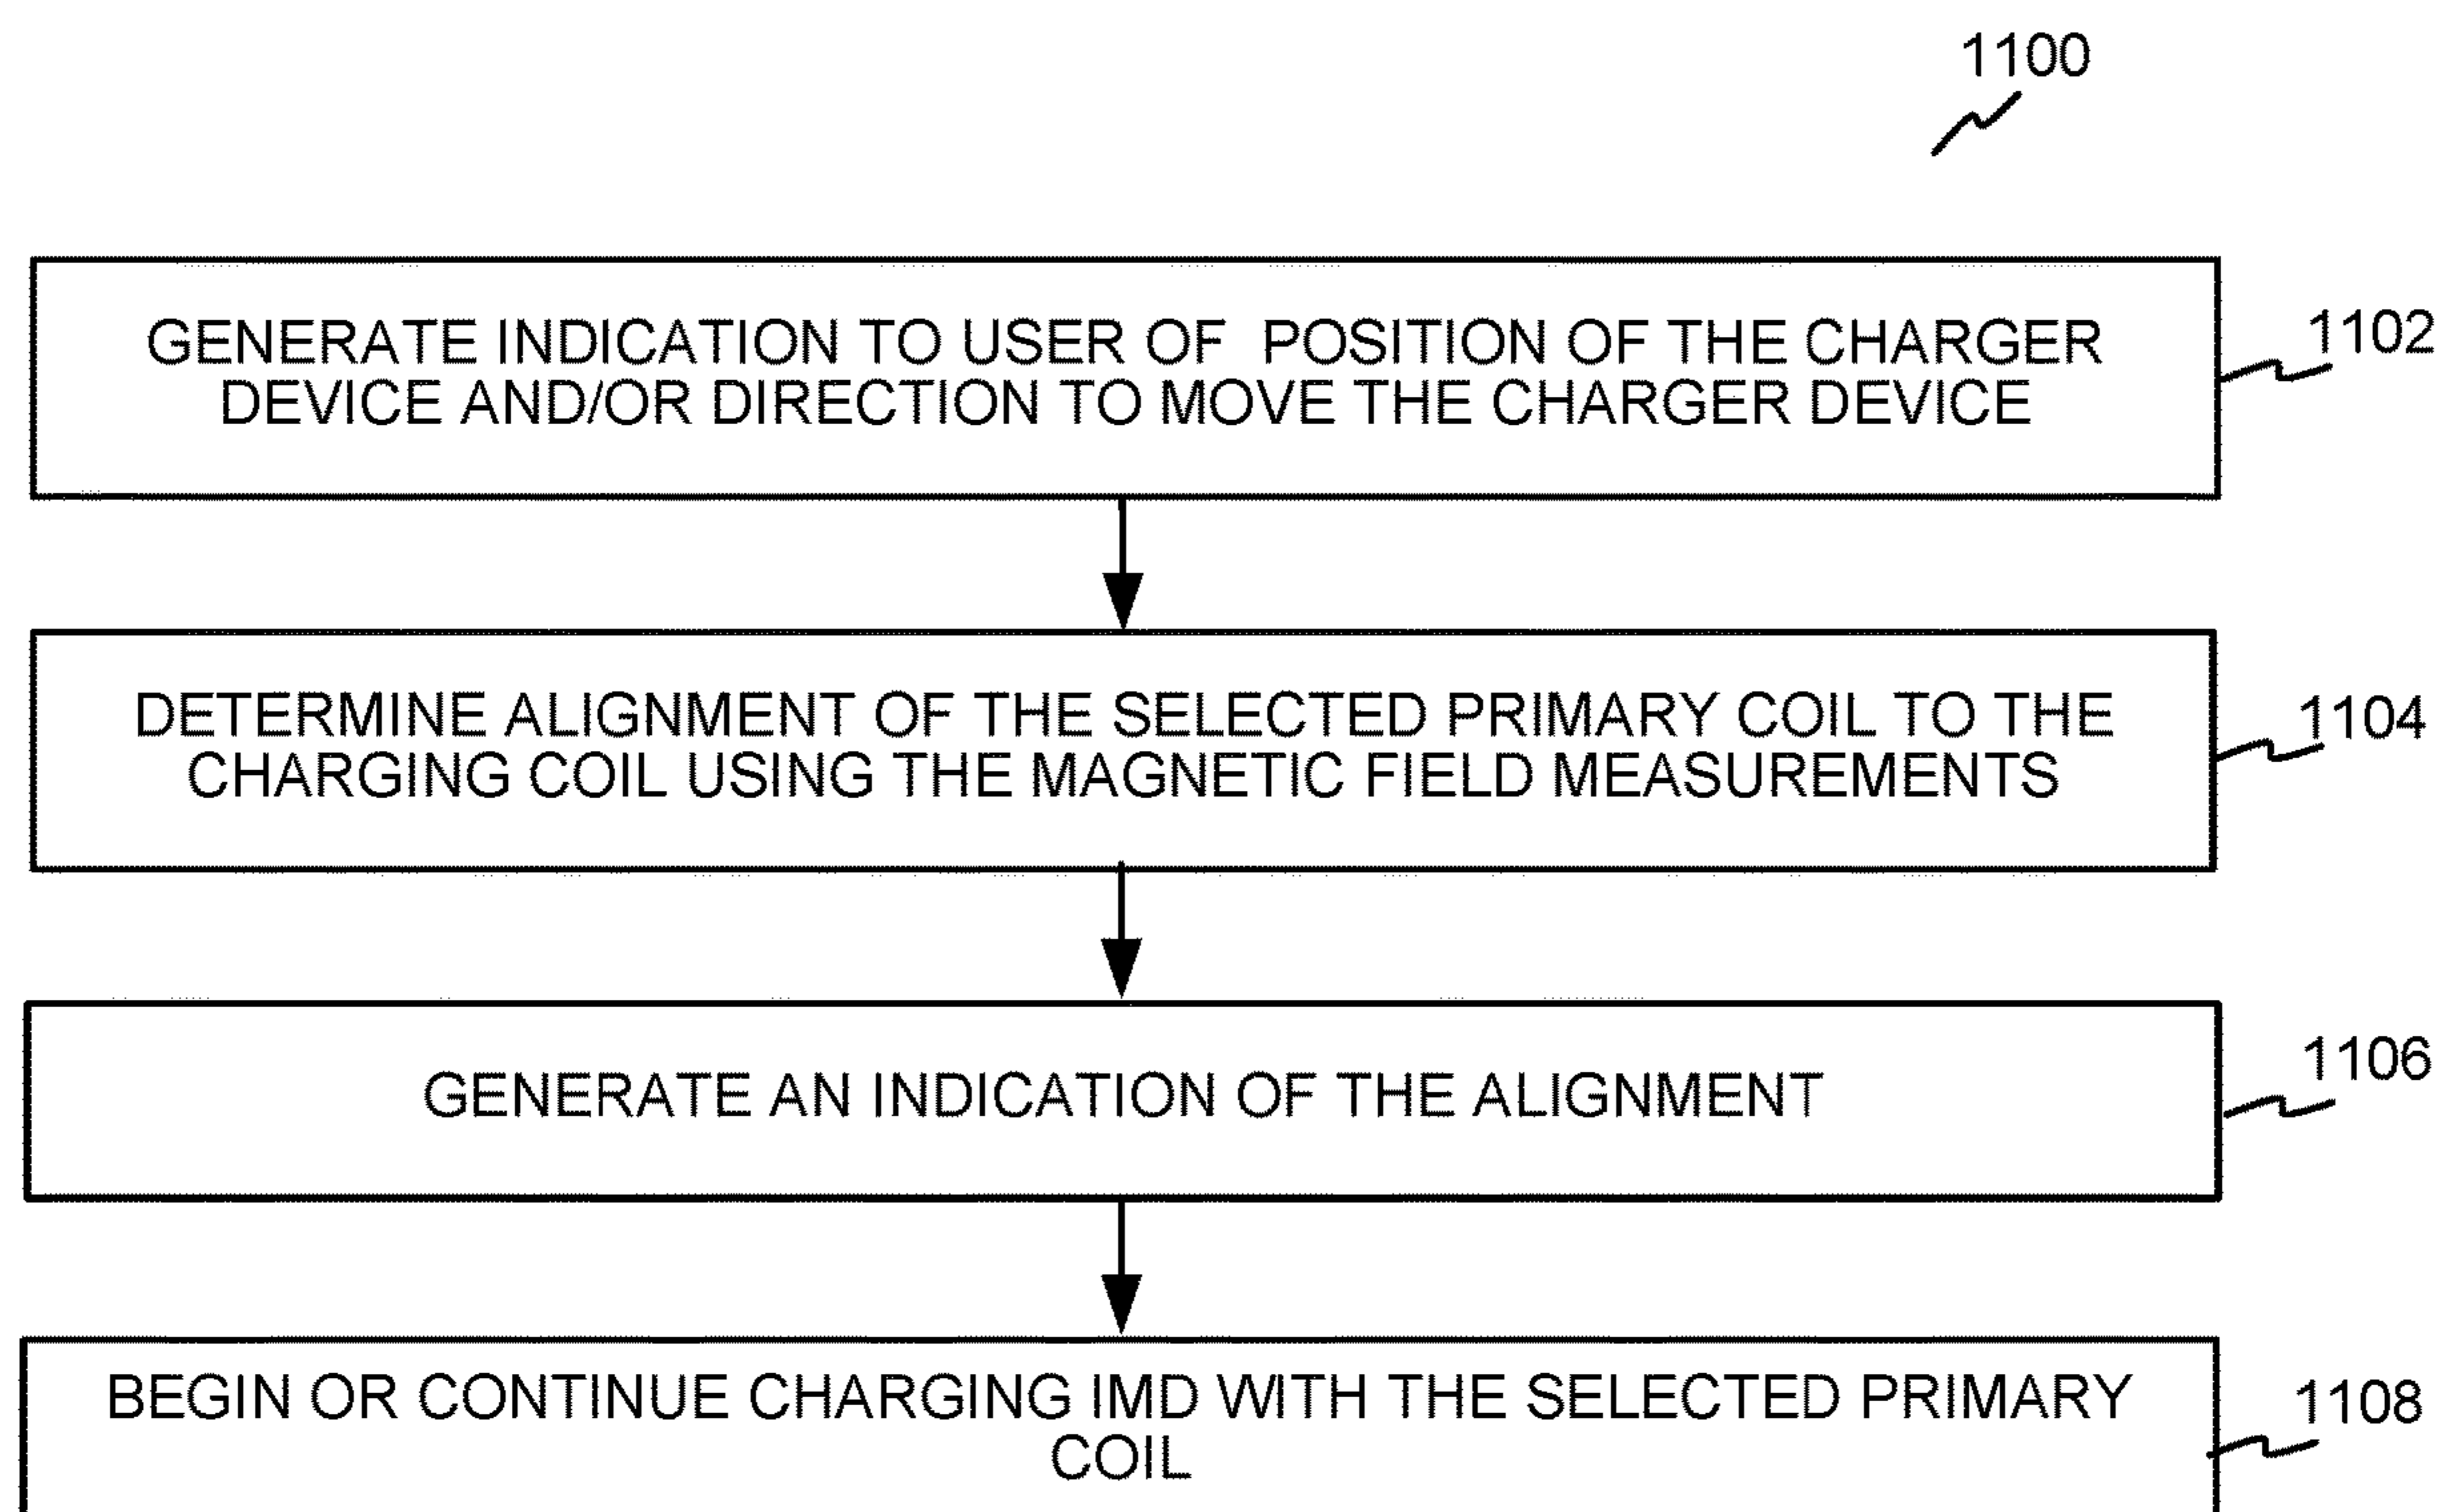 1100
GENERATE INDICATION TO USER OF POSITION OF THE CHARGER
DEVICE AND/OR DIRECTION TO MOVE THE CHARGER DEVICE
1102
DETERMINE ALIGNMENT OF THE SELECTED PRIMARY COIL TO THE
CHARGING COIL USING THE MAGNETIC FIELD MEASUREMENTS
1104
GENERATE AN INDICATION OF THE ALIGNMENT
1106
BEGIN OR CONTINUE CHARGING IMD WITH THE SELECTED PRIMARY
COIL
1108